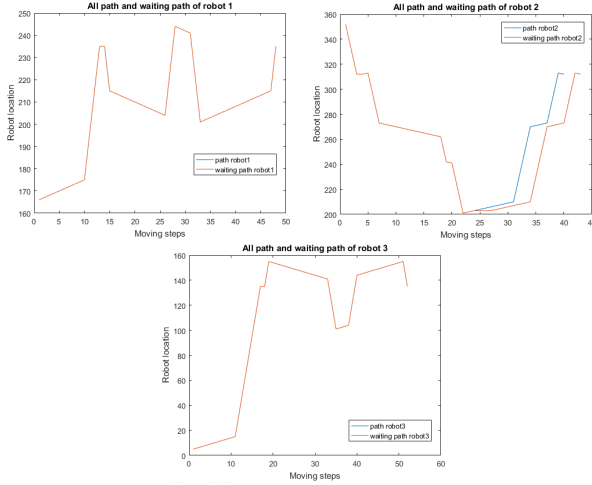 All path and waiting path of robot 1
250
240
230
220
210
200
190
180
170
160
Robot location
path robot1
waiting path robot1
0 5 10 15 20 25 30 35 40 45 50
Moving steps
All path and waiting path of robot 2
360
340
320
300
280
260
240
220
200
Robot location
path robot2
waiting path robot2
0 5 10 15 20 25 30 35 40
Moving steps
All path and waiting path of robot 3
160
140
120
100
80
60
40
20
0
Robot location
path robot3
waiting path robot3
0 10 20 30 40 50 60
Moving steps